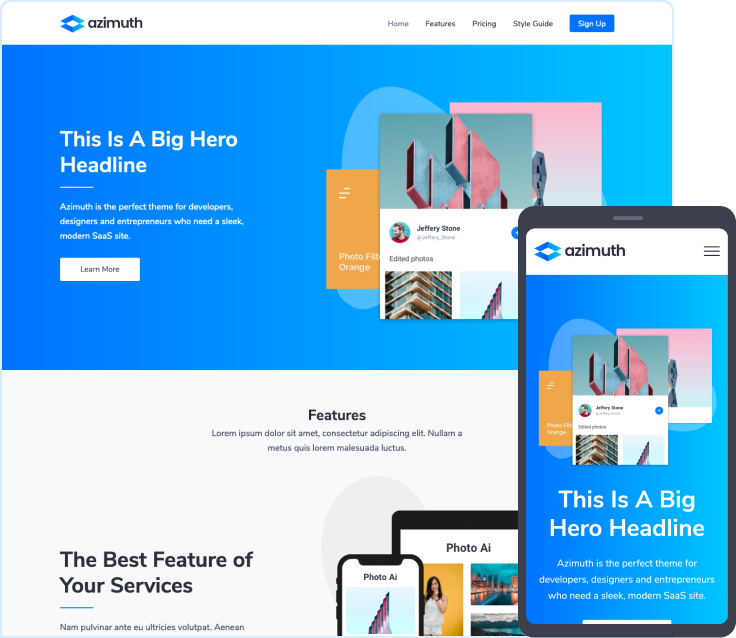 azimuth
Home Features Pricing Style Guide Sign Up
This Is A Big Hero
Headline
Azimuth is the perfect theme for developers,
designers and entrepreneurs who need a sleek,
modern SaaS site.
Learn More
Jeffery Stone
@Jeffery_Stone
Photo Filt
Orange
Edited photos
Features
Lorem ipsum dolor sit amet, consectetur adipiscing elit. Nullam a
metus quis lorem malesuada luctus.
The Best Feature of
Your Services
Nam pulvinar ante eu ultricies volutpat. Aenean
Photo Ai
Photo Ai
azimuth
Jeffery Stone
@Jeffery_Stone
Photo Filt
Orange
Edited photos
This Is A Big
Hero Headline
Azimuth is the perfect theme for
developers, designers and entrepreneurs
who need a sleek, modern SaaS site.